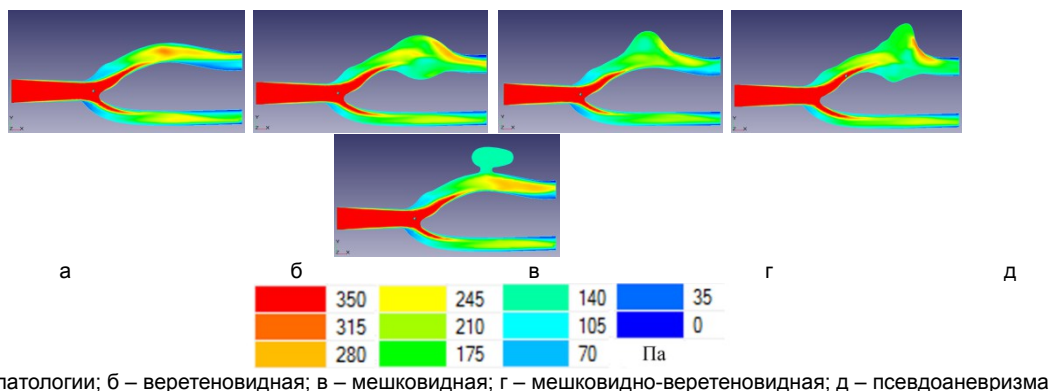 а б в г д
350 245 140 35
315 210 105 0
280 175 70 Па
патологии; б – веретеновидная; в – мешковидная; г – мешковидно-веретеновидная; д – псевдоаневризма